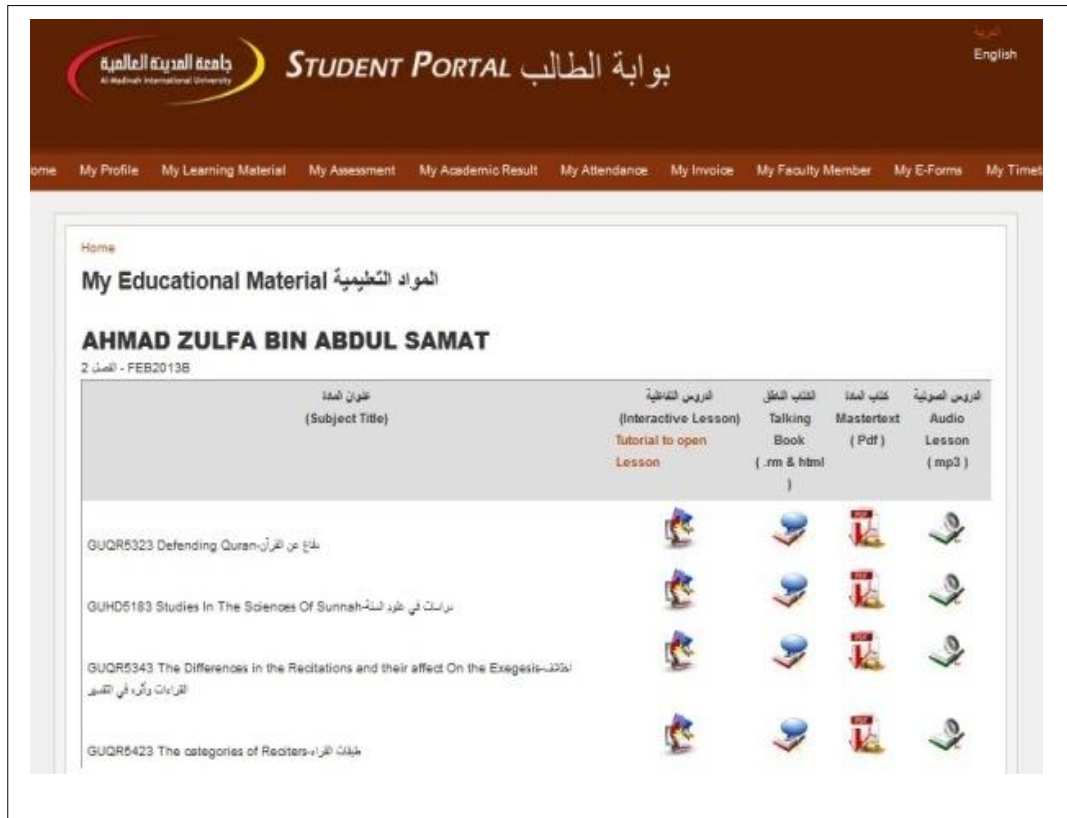 العربية
English
جامعة المدينة العالمية
Al-Madinah International University
STUDENT PORTAL بوابة الطالب
ome My Profile My Learning Material My Assessment My Academic Result My Attendance My Invoice My Faculty Member My E-Forms My Timet
Home
My Educational Material المواد التعليمية
AHMAD ZULFA BIN ABDUL SAMAT
FEB2013B - الفصل 2
عنوان المادة
(Subject Title)
الدروس التفاعلية
(Interactive Lesson)
Tutorial to open
Lesson
الكتاب الناطق
Talking
Book
( .rm & html
)
كتاب المادة
Mastertext
( Pdf )
الدروس الصوتية
Audio
Lesson
( mp3 )
GUQR5323 Defending Quran-دفاع عن القرآن
GUHD5183 Studies In The Sciences Of Sunnah-دراسات في السنة
GUQR5343 The Differences in the Recitations and their affect On the Exegesis-
القراءات وأثره في التفسير
GUQR5423 The categories of Reciters-طبقات القراء